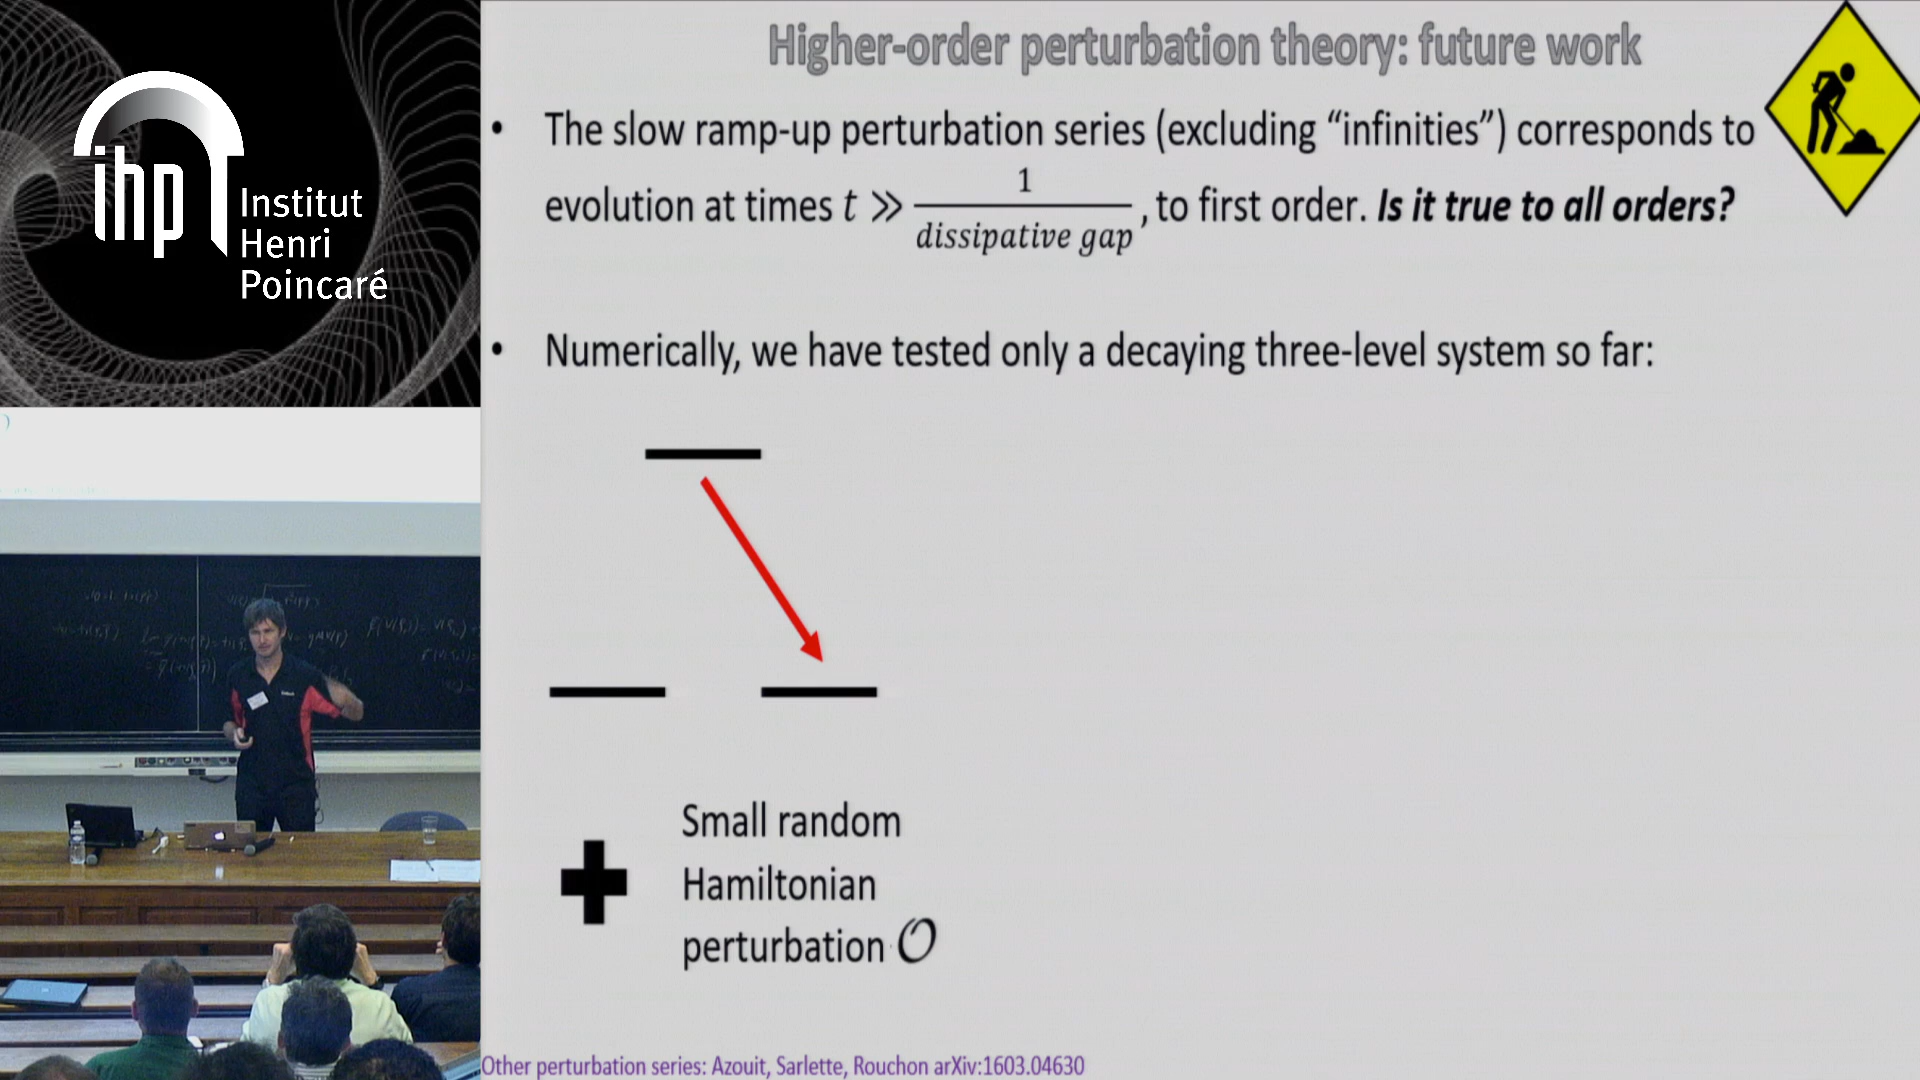 ihp
Institut
Henri
Poincaré
Higher-order perturbation theory: future work
• The slow ramp-up perturbation series (excluding “infinities”) corresponds to
evolution at times t ≫ 1 / dissipative gap , to first order. Is it true to all orders?
• Numerically, we have tested only a decaying three-level system so far:
Small random
Hamiltonian
perturbation 𝒪
Other perturbation series: Azouit, Sarlette, Rouchon arXiv:1603.04630